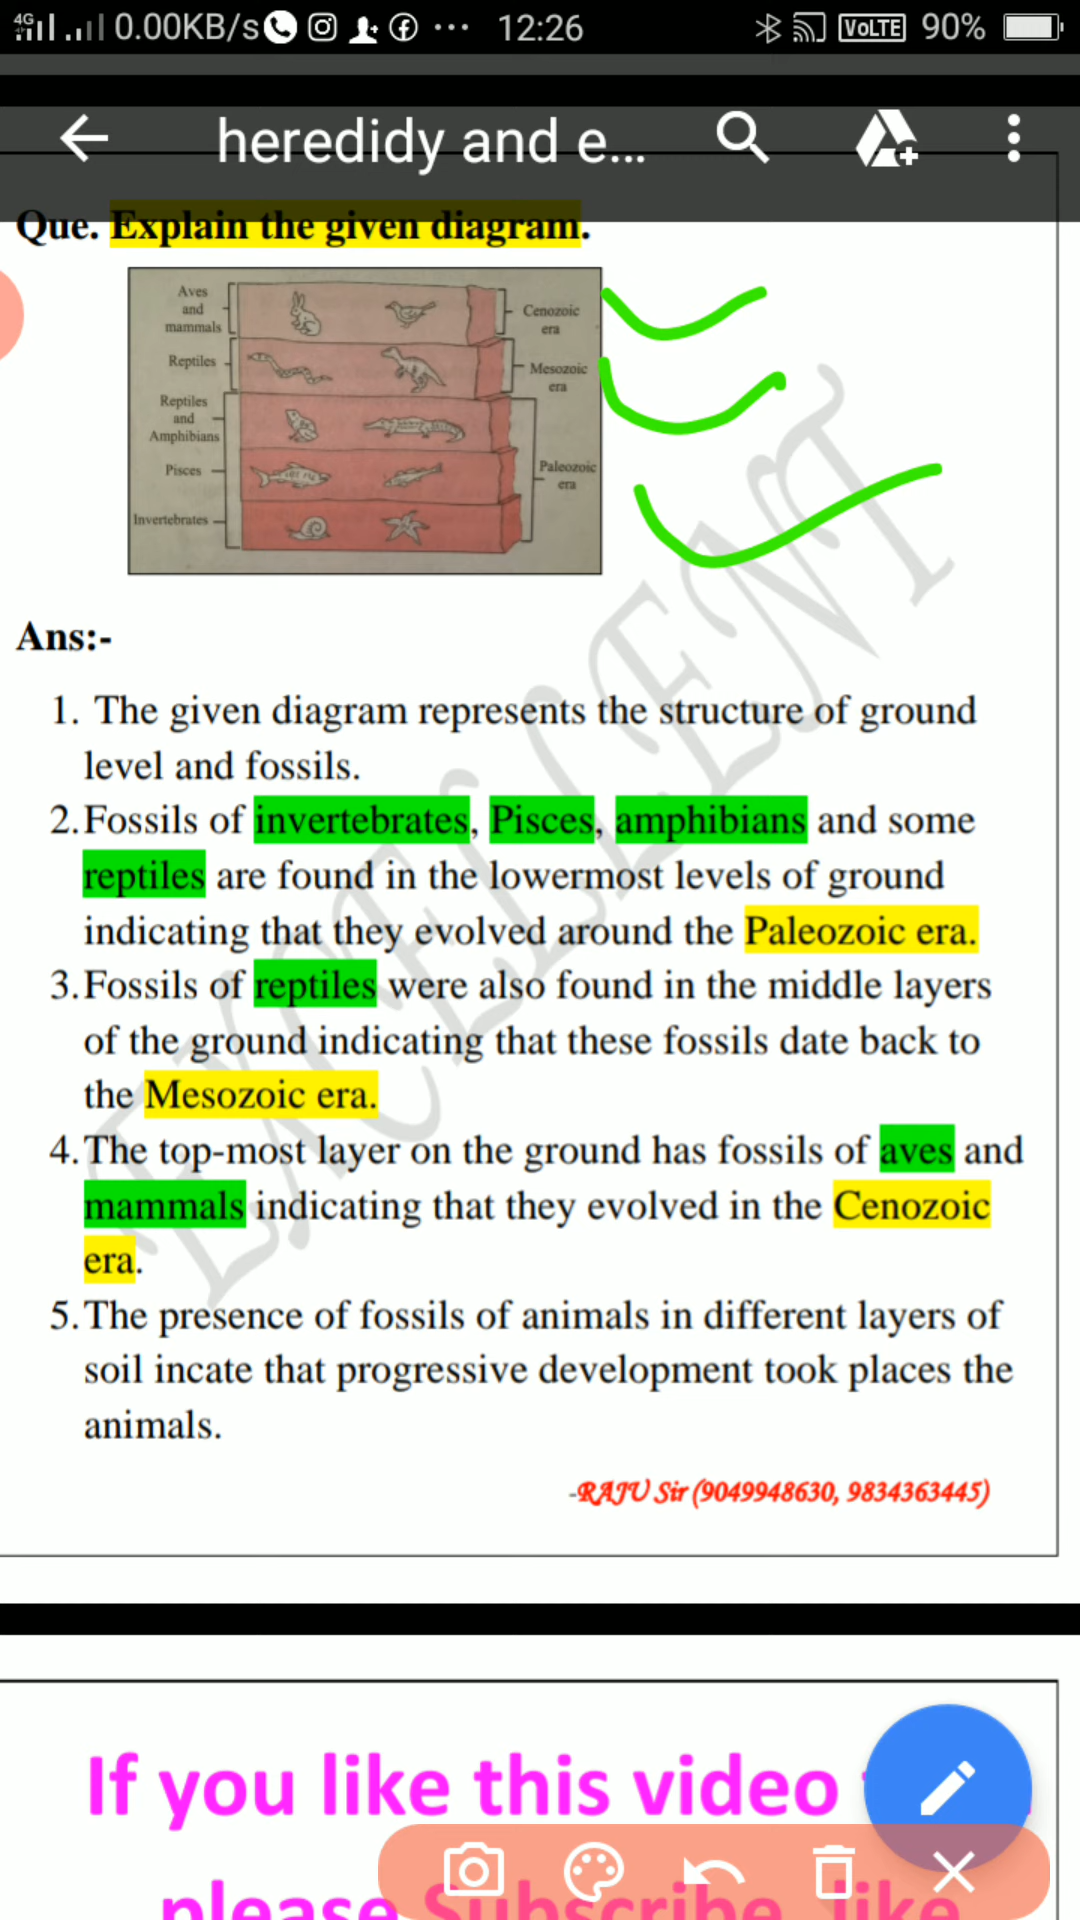 4G 0.00KB/s 12:26 VoLTE 90%
heredidy and e...
Que. Explain the given diagram.
Aves
and
mammals
Cenozoic
era
Reptiles
Mesozoic
era
Reptiles
and
Amphibians
Pisces
Paleozoic
era
Invertebrates
Ans:-
1. The given diagram represents the structure of ground
level and fossils.
2.Fossils of invertebrates, Pisces, amphibians and some
reptiles are found in the lowermost levels of ground
indicating that they evolved around the Paleozoic era.
3.Fossils of reptiles were also found in the middle layers
of the ground indicating that these fossils date back to
the Mesozoic era.
4.The top-most layer on the ground has fossils of aves and
mammals indicating that they evolved in the Cenozoic
era.
5.The presence of fossils of animals in different layers of
soil incate that progressive development took places the
animals.
-RAJU Sir (9049948630, 9834363445)
EXCELLENT
If you like this video
please Subscribe, like